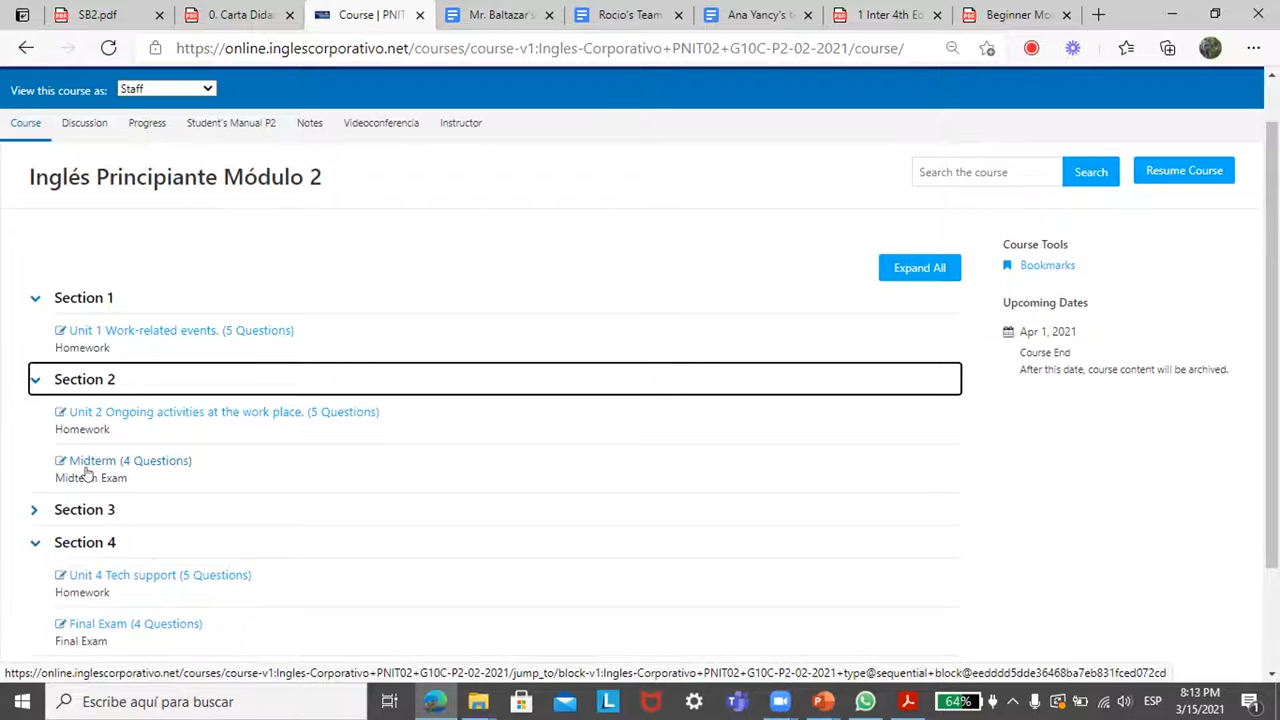 SB2.pdf
0. Carta Did
Course | PNIT
Mr. Baltazar's
Rocio's Team
Ana Yancy's t
1 Inter 4th Ed
Beginner Mo
https://online.inglescorporativo.net/courses/course-v1:Ingles-Corporativo+PNIT02+G10C-P2-02-2021/course/
View this course as: Staff
Course Discussion Progress Student's Manual P2 Notes Videoconferencia Instructor
Inglés Principiante Módulo 2
Search the course
Search
Resume Course
Expand All
Section 1
Unit 1 Work-related events. (5 Questions)
Homework
Section 2
Unit 2 Ongoing activities at the work place. (5 Questions)
Homework
Midterm (4 Questions)
Midterm Exam
Section 3
Section 4
Unit 4 Tech support (5 Questions)
Homework
Final Exam (4 Questions)
Final Exam
Course Tools
Bookmarks
Upcoming Dates
Apr 1, 2021
Course End
After this date, course content will be archived.
https://online.inglescorporativo.net/courses/course-v1:Ingles-Corporativo+PNIT02+G10C-P2-02-2021/jump_to/block-v1:Ingles-Corporativo+PNIT02+G10C-P2-02-2021+type@sequential+block@eedddd5dde36468ba7eb831fced072cd
Escribe aquí para buscar
64%
ESP
8:13 PM
3/15/2021